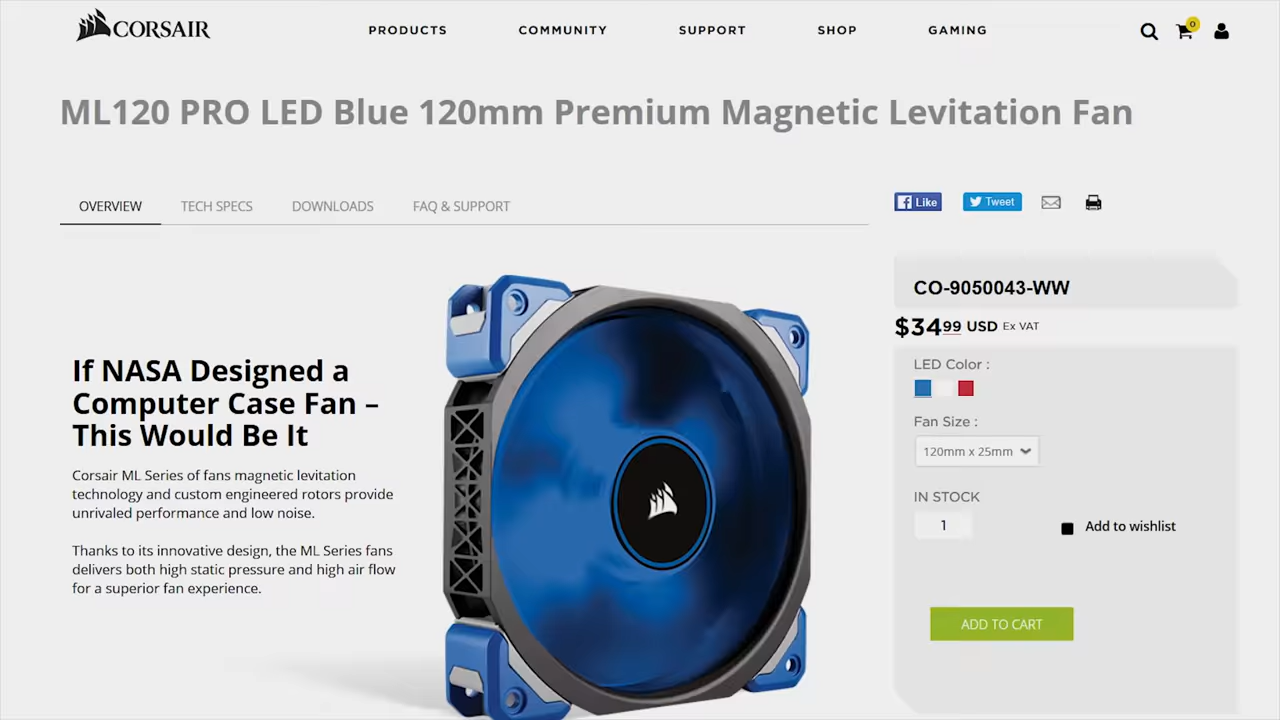 CORSAIR
PRODUCTS
COMMUNITY
SUPPORT
SHOP
GAMING
0
ML120 PRO LED Blue 120mm Premium Magnetic Levitation Fan
OVERVIEW
TECH SPECS
DOWNLOADS
FAQ & SUPPORT
Like
Tweet
If NASA Designed a
Computer Case Fan –
This Would Be It
Corsair ML Series of fans magnetic levitation
technology and custom engineered rotors provide
unrivaled performance and low noise.
Thanks to its innovative design, the ML Series fans
delivers both high static pressure and high air flow
for a superior fan experience.
CO-9050043-WW
$34.99 USD Ex VAT
LED Color :
Fan Size :
120mm x 25mm
IN STOCK
1
Add to wishlist
ADD TO CART